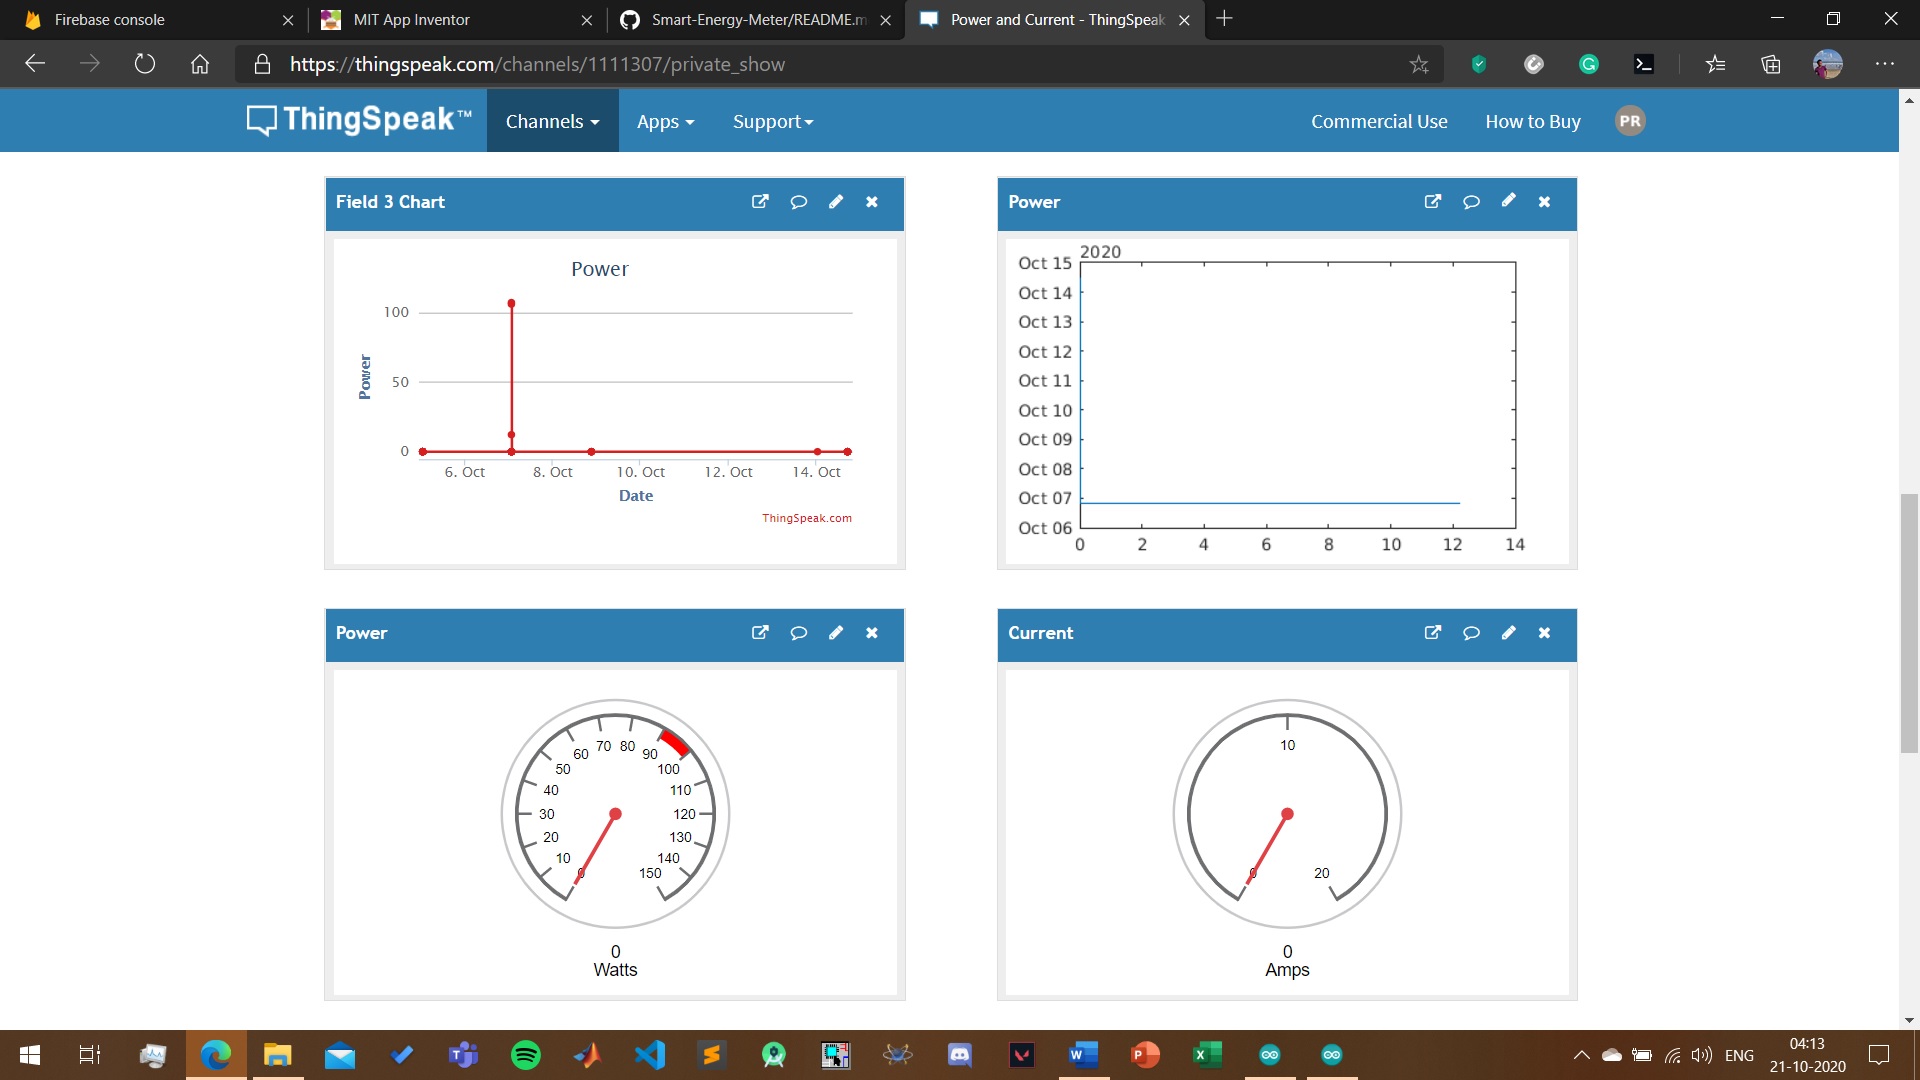 Firebase console
MIT App Inventor
Smart-Energy-Meter/README.m
Power and Current - ThingSpeak
https://thingspeak.com/channels/1111307/private_show
ThingSpeak™
Channels
Apps
Support
Commercial Use
How to Buy
PR
Field 3 Chart
Power
100
50
0
Power
6. Oct 8. Oct 10. Oct 12. Oct 14. Oct
Date
ThingSpeak.com
Power
2020
Oct 15
Oct 14
Oct 13
Oct 12
Oct 11
Oct 10
Oct 09
Oct 08
Oct 07
Oct 06
0 2 4 6 8 10 12 14
Power
0 10 20 30 40 50 60 70 80 90 100 110 120 130 140 150
0
Watts
Current
0 10 20
0
Amps
ENG
04:13
21-10-2020